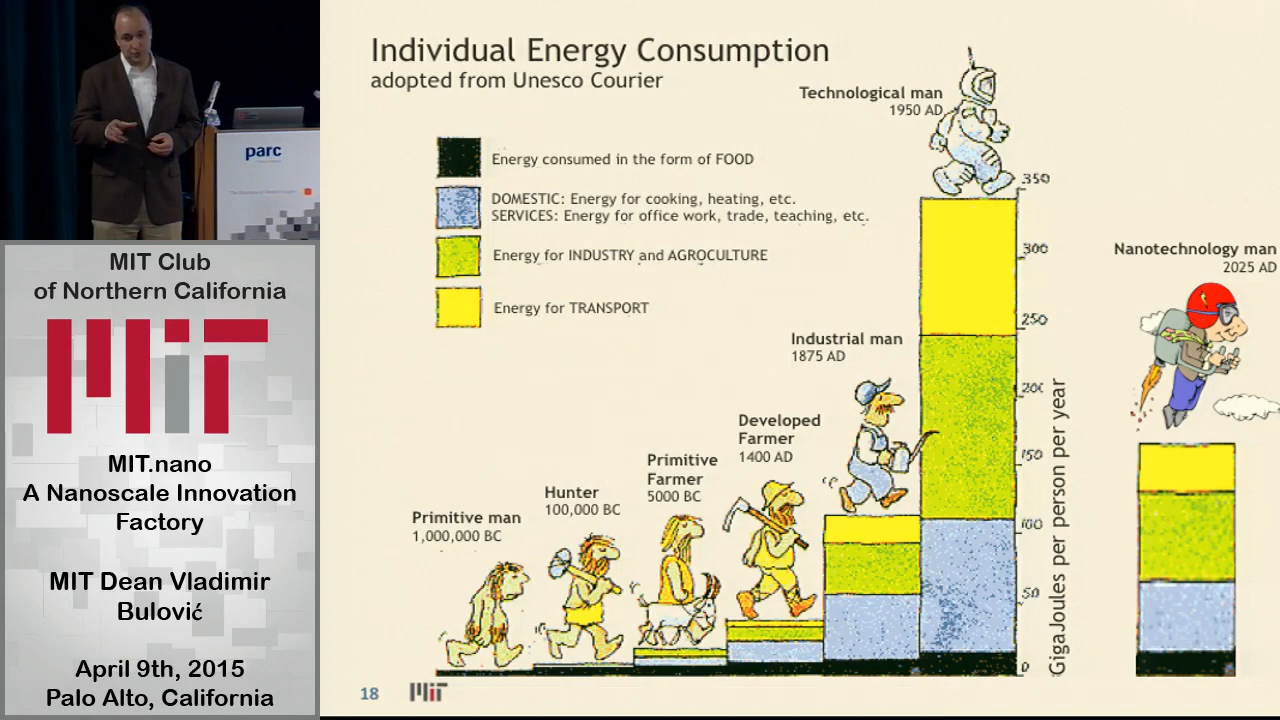 parc
MIT Club
of Northern California
MIT
MIT.nano
A Nanoscale Innovation
Factory
MIT Dean Vladimir
Bulović
April 9th, 2015
Palo Alto, California
Individual Energy Consumption
adopted from Unesco Courier
Energy consumed in the form of FOOD
DOMESTIC: Energy for cooking, heating, etc.
SERVICES: Energy for office work, trade, teaching, etc.
Energy for INDUSTRY and AGROCULTURE
Energy for TRANSPORT
Primitive man
1,000,000 BC
Hunter
100,000 BC
Primitive
Farmer
5000 BC
Developed
Farmer
1400 AD
Industrial man
1875 AD
Technological man
1950 AD
350
300
250
200
150
100
50
0
GigaJoules per person per year
Nanotechnology man
2025 AD
18
MIT